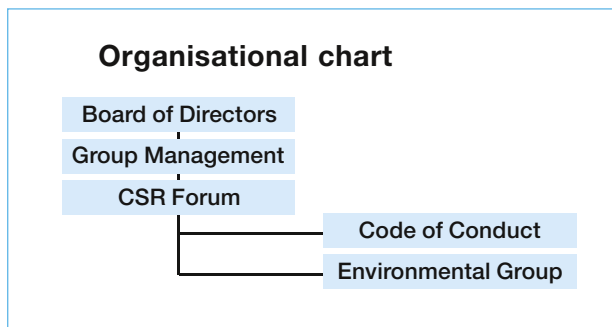 Organisational chart
Board of Directors
Group Management
CSR Forum
Code of Conduct
Environmental Group